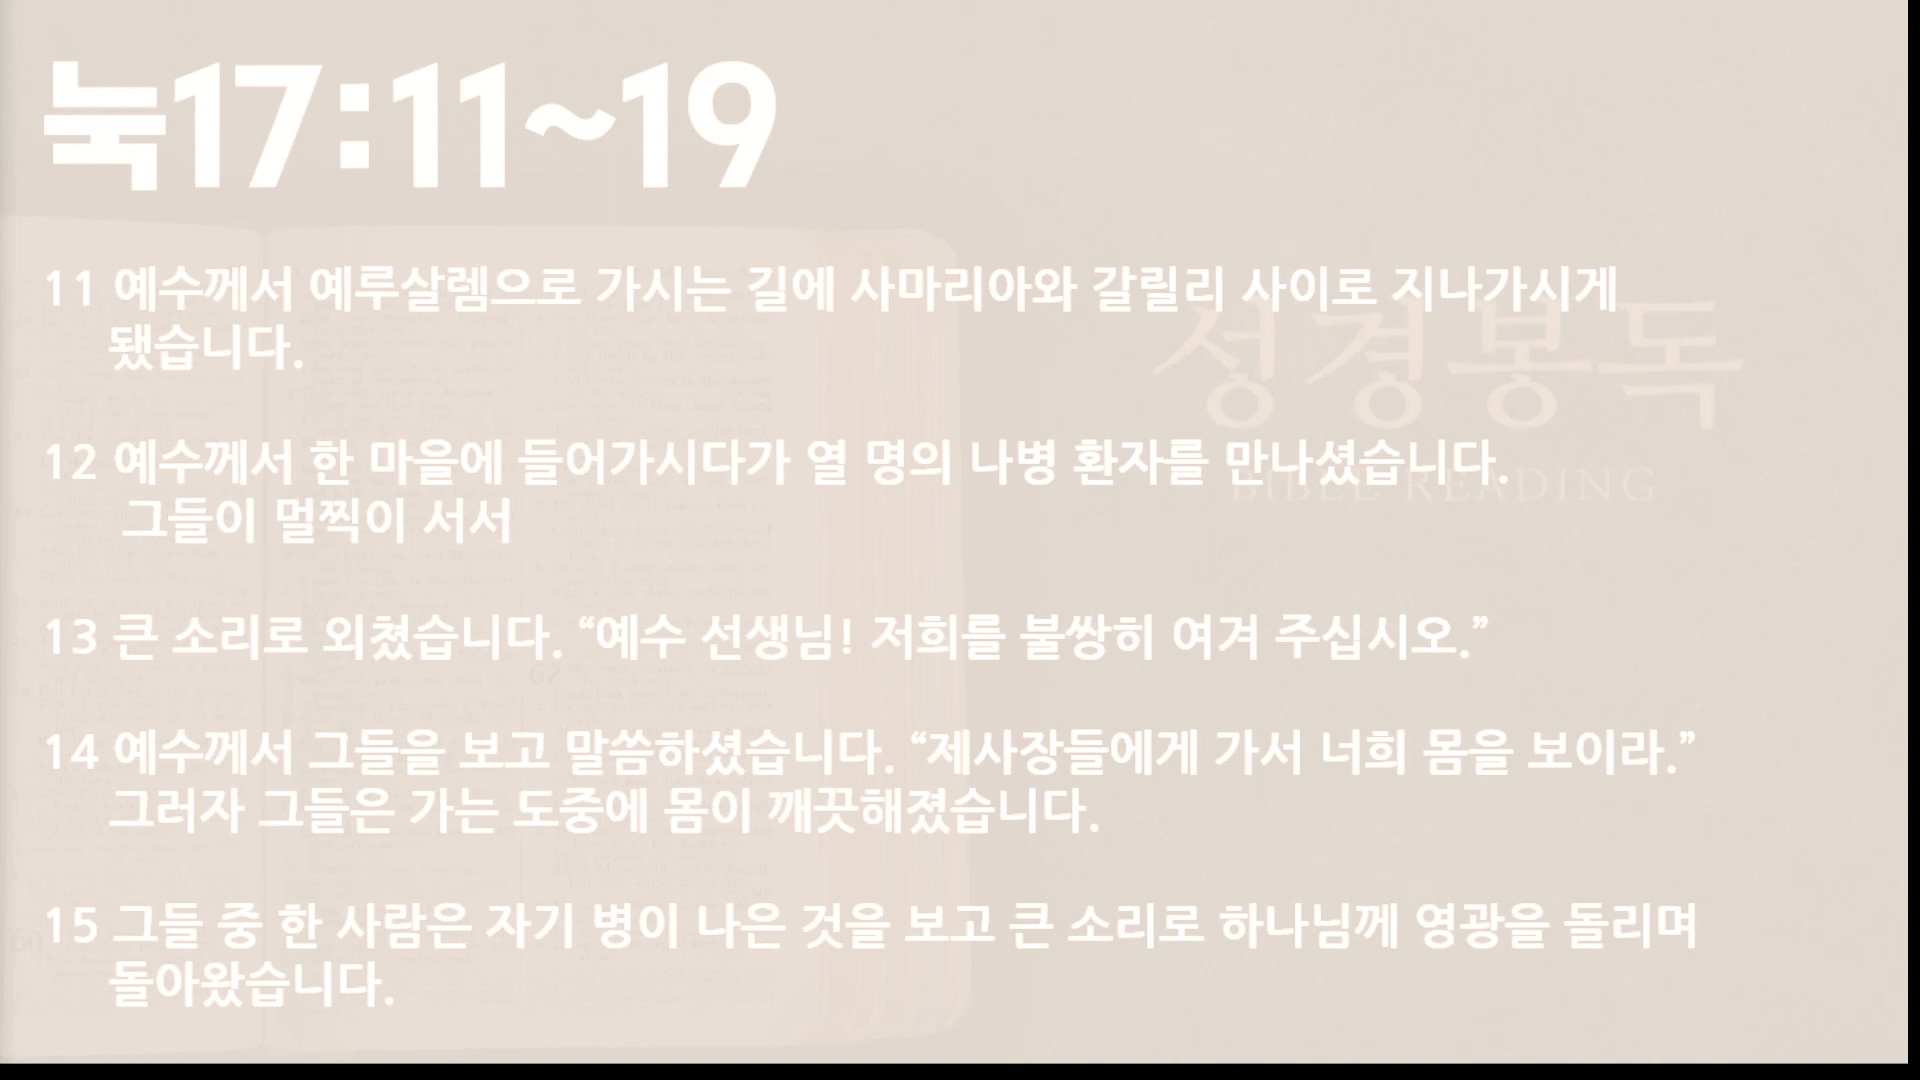 눅17:11~19
11 예수께서 예루살렘으로 가시는 길에 사마리아와 갈릴리 사이로 지나가시게
됐습니다.
성경봉독
12 예수께서 한 마을에 들어가시다가 열 명의 나병 환자를 만나셨습니다.
BIBLE READING
그들이 멀찍이 서서
13 큰 소리로 외쳤습니다. “예수 선생님! 저희를 불쌍히 여겨 주십시오.”
62
14 예수께서 그들을 보고 말씀하셨습니다. “제사장들에게 가서 너희 몸을 보이라.”
그러자 그들은 가는 도중에 몸이 깨끗해졌습니다.
15 그들 중 한 사람은 자기 병이 나은 것을 보고 큰 소리로 하나님께 영광을 돌리며
60
돌아왔습니다.